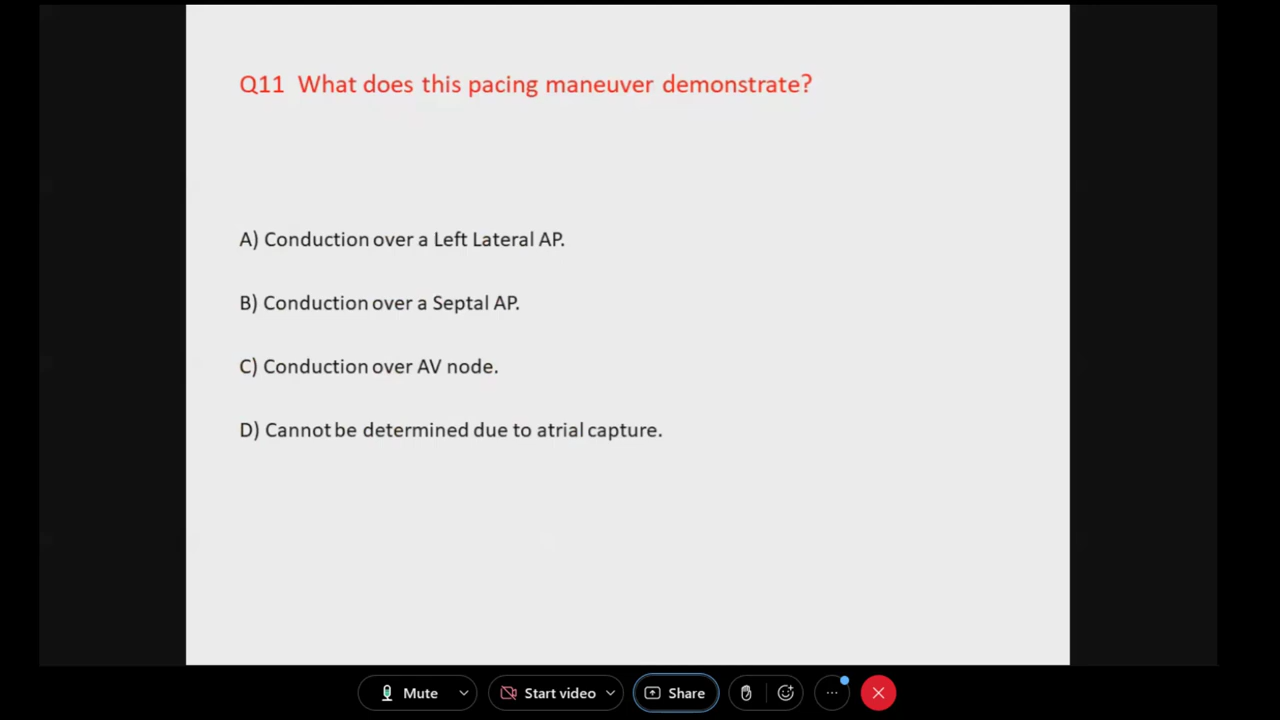 Q11 What does this pacing maneuver demonstrate?
A) Conduction over a Left Lateral AP.
B) Conduction over a Septal AP.
C) Conduction over AV node.
D) Cannot be determined due to atrial capture.
Mute Start video Share